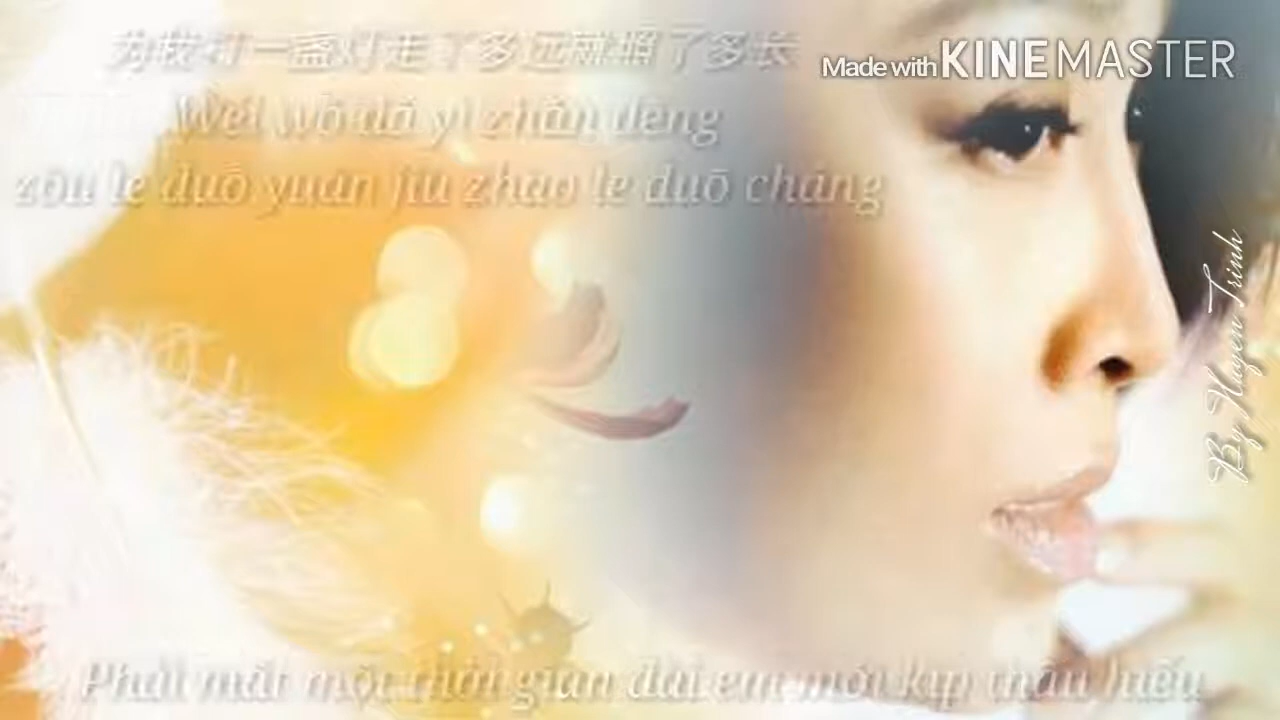 为我打一盏灯走了多远就照了多长
Made with KINEMASTER
Wèi wǒ dǎ yī zhǎn dēng
zǒu le duō yuǎn jiù zhào le duō cháng
By Huyen Trinh
Phải mất một thời gian dài em mới kịp thấu hiểu